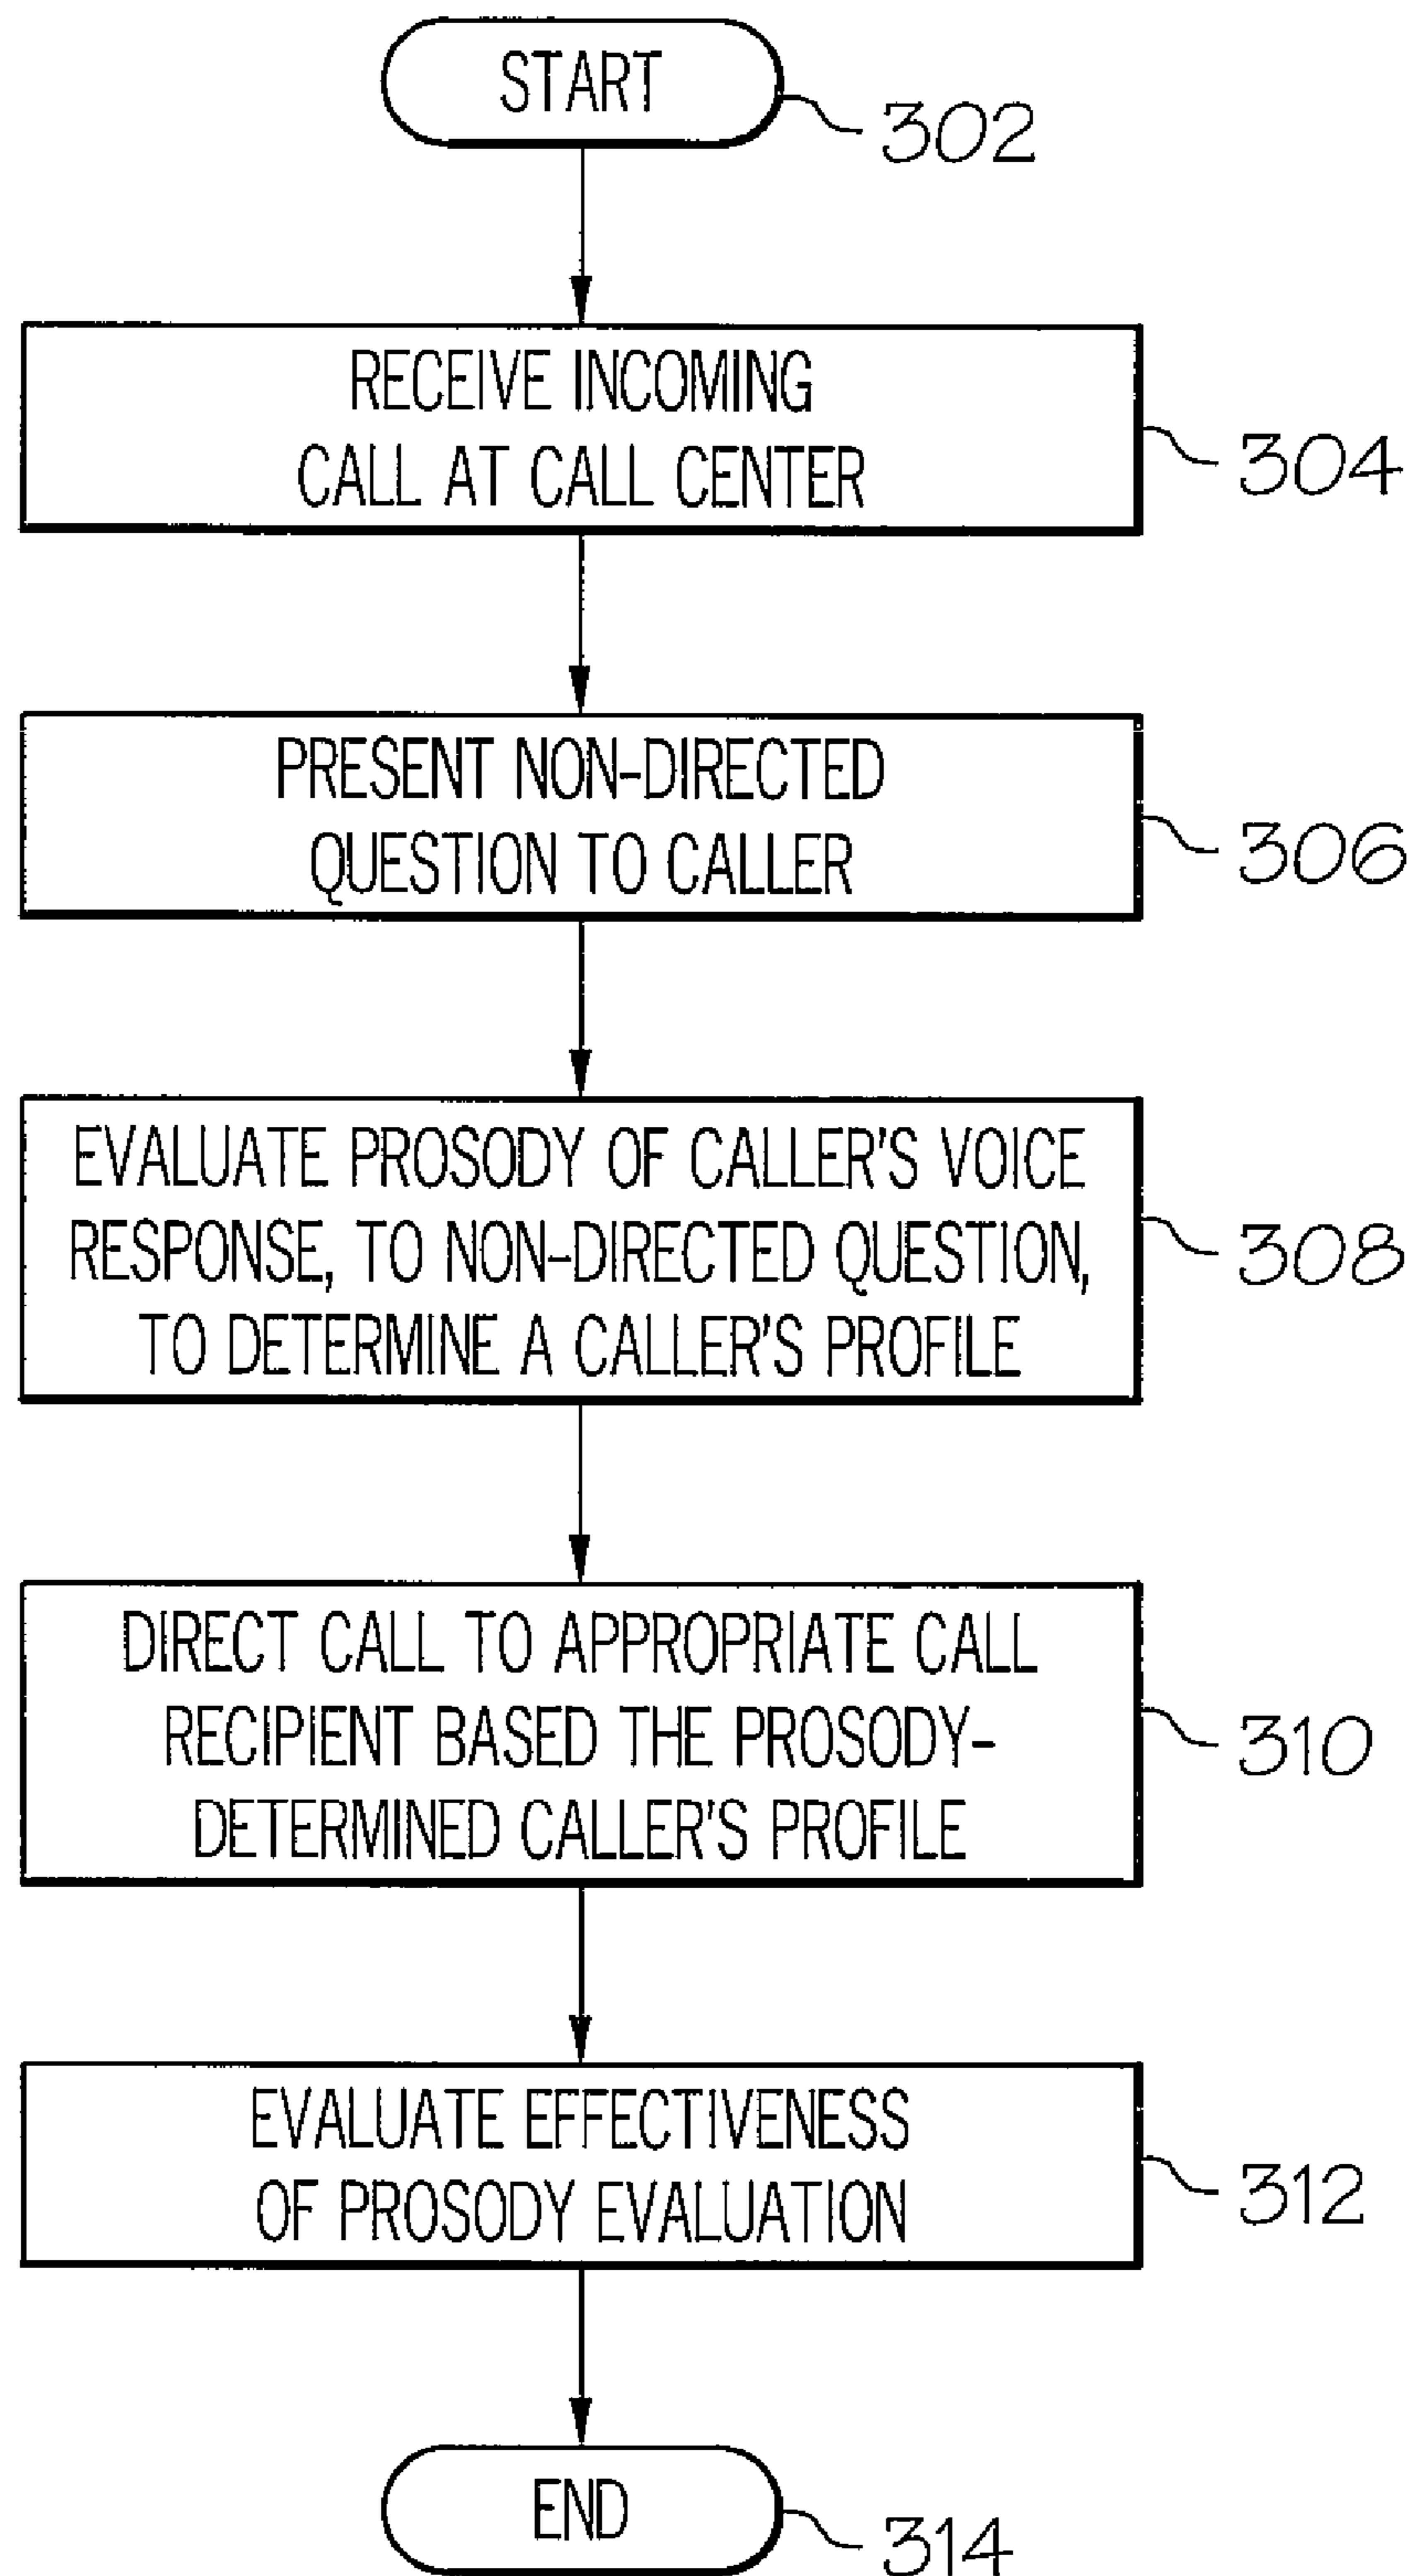 START
302
RECEIVE INCOMING
CALL AT CALL CENTER
304
PRESENT NON-DIRECTED
QUESTION TO CALLER
306
EVALUATE PROSODY OF CALLER'S VOICE
RESPONSE, TO NON-DIRECTED QUESTION,
TO DETERMINE A CALLER'S PROFILE
308
DIRECT CALL TO APPROPRIATE CALL
RECIPIENT BASED THE PROSODY-
DETERMINED CALLER'S PROFILE
310
EVALUATE EFFECTIVENESS
OF PROSODY EVALUATION
312
END
314